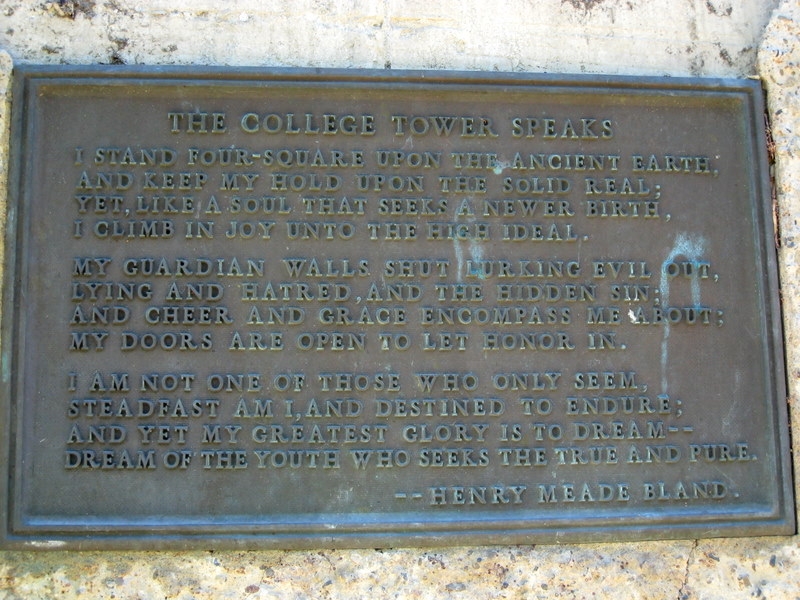 THE COLLEGE TOWER SPEAKS
I STAND FOUR-SQUARE UPON THE ANCIENT EARTH,
AND KEEP MY HOLD UPON THE SOLID REAL;
YET, LIKE A SOUL THAT SEEKS A NEWER BIRTH,
I CLIMB IN JOY UNTO THE HIGH IDEAL.
MY GUARDIAN WALLS SHUT LURKING EVIL OUT,
LYING AND HATRED, AND THE HIDDEN SIN;
AND CHEER AND GRACE ENCOMPASS ME ABOUT;
MY DOORS ARE OPEN TO LET HONOR IN.
I AM NOT ONE OF THOSE WHO ONLY SEEM,
STEADFAST AM I, AND DESTINED TO ENDURE;
AND YET MY GREATEST GLORY IS TO DREAM--
DREAM OF THE YOUTH WHO SEEKS THE TRUE AND PURE.
-- HENRY MEADE BLAND.